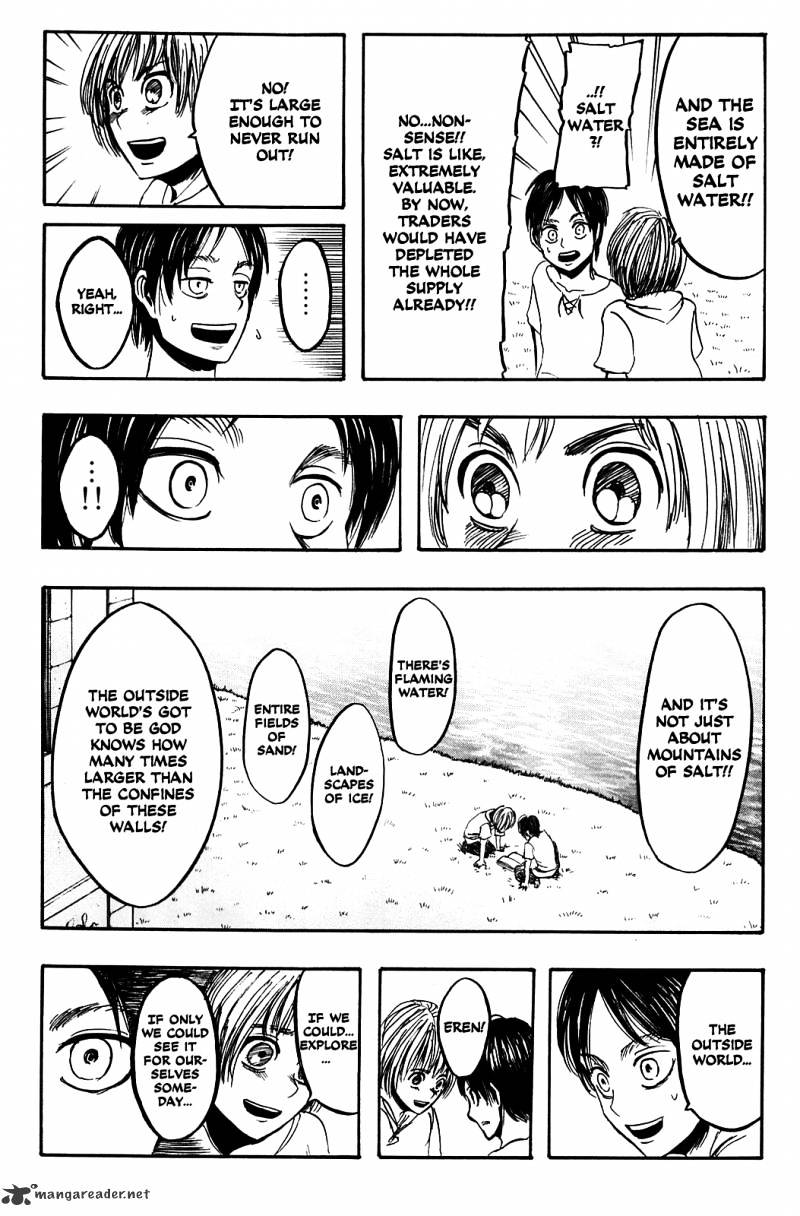 AND THE
SEA IS
ENTIRELY
MADE OF
SALT
WATER!!
..!!
SALT
WATER
?!
NO...NON-
SENSE!!
SALT IS LIKE,
EXTREMELY
VALUABLE.
BY NOW,
TRADERS
WOULD HAVE
DEPLETED
THE WHOLE
SUPPLY
ALREADY!!
NO!
IT'S LARGE
ENOUGH TO
NEVER RUN
OUT!
......
YEAH,
RIGHT...
...
!!
AND IT'S
NOT JUST
ABOUT
MOUNTAINS
OF SALT!!
THERE'S
FLAMING
WATER!
LAND-
SCAPES
OF ICE!
ENTIRE
FIELDS
OF SAND!
THE OUTSIDE
WORLD'S GOT
TO BE GOD
KNOWS HOW
MANY TIMES
LARGER THAN
THE CONFINES
OF THESE
WALLS!
THE
OUTSIDE
WORLD...
EREN!
IF WE
COULD...
EXPLORE
...
IF ONLY
WE COULD
SEE IT
FOR OUR-
SELVES
SOME-
DAY...
mangareader.net